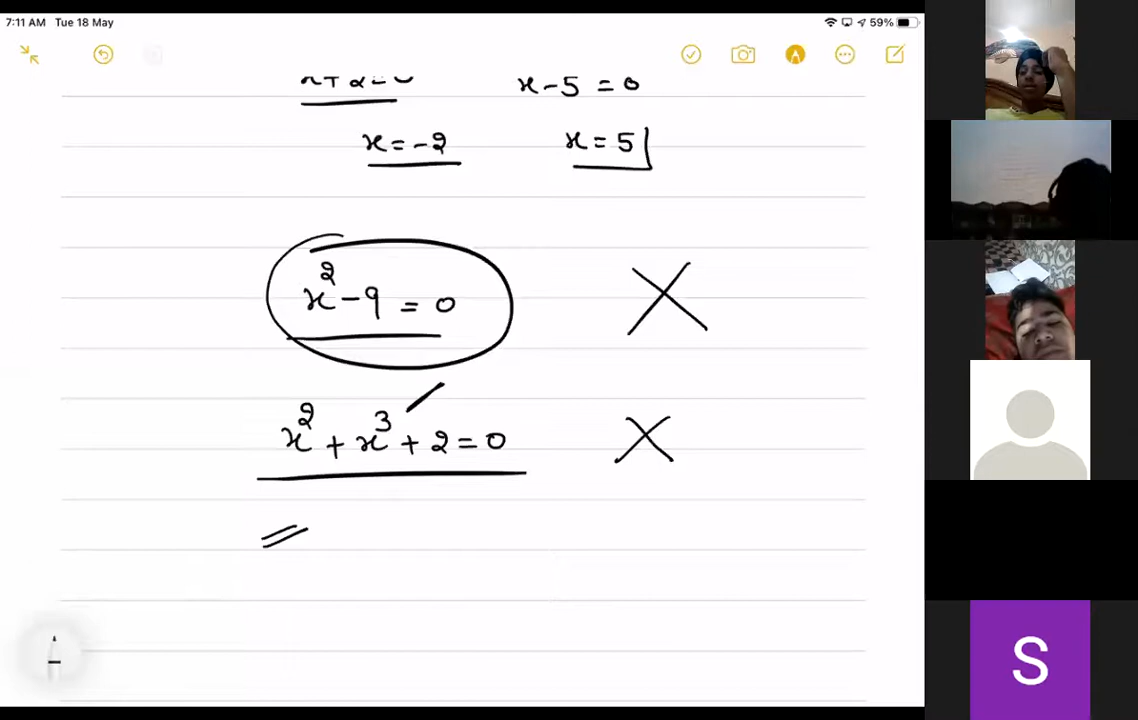 7:11 AM Tue 18 May 59%
x - 5 = 0
x = -2 x = 5
x² - 9 = 0
x² + x³ + 2 = 0
S